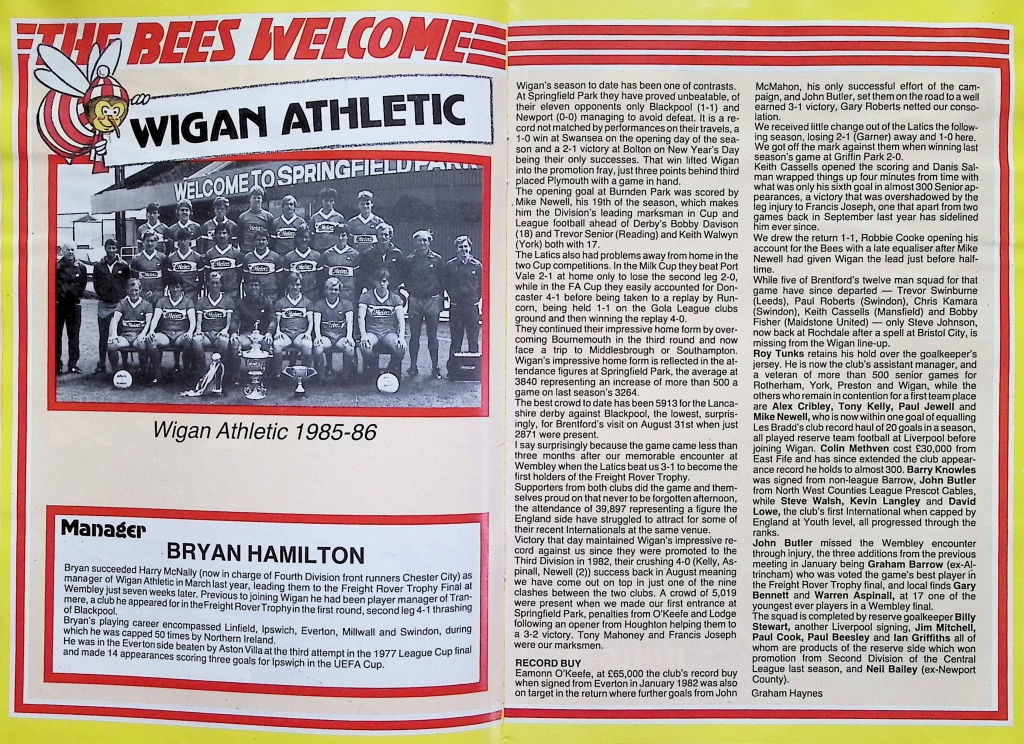 THE BEES WELCOME
WIGAN ATHLETIC
WELCOME TO SPRINGFIELD PARK
Wigan Athletic 1985-86
Manager
BRYAN HAMILTON
Bryan succeeded Harry McNally (now in charge of Fourth Division front runners Chester City) as
manager of Wigan Athletic in March last year, leading them to the Freight Rover Trophy Final at
Wembley just seven weeks later. Previous to joining Wigan he had been player manager of Tran-
mere, a club he appeared for in the Freight Rover Trophy in the first round, second leg 4-1 thrashing
of Blackpool.
Bryan's playing career encompassed Linfield, Ipswich, Everton, Millwall and Swindon, during
which he was capped 50 times by Northern Ireland.
He was in the Everton side beaten by Aston Villa at the third attempt in the 1977 League Cup final
and made 14 appearances scoring three goals for Ipswich in the UEFA Cup.
Wigan's season to date has been one of contrasts.
At Springfield Park they have proved unbeatable, of
their eleven opponents only Blackpool (1-1) and
Newport (0-0) managing to avoid defeat. It is a re-
cord not matched by performances on their travels, a
1-0 win at Swansea on the opening day of the sea-
son and a 2-1 victory at Bolton on New Year's Day
being their only successes. That win lifted Wigan
into the promotion fray, just three points behind third
placed Plymouth with a game in hand.
The opening goal at Burnden Park was scored by
Mike Newell, his 19th of the season, which makes
him the Division's leading marksman in Cup and
League football ahead of Derby's Bobby Davison
(18) and Trevor Senior (Reading) and Keith Walwyn
(York) both with 17.
The Latics also had problems away from home in the
two Cup competitions. In the Milk Cup they beat Port
Vale 2-1 at home only to lose the second leg 2-0,
while in the FA Cup they easily accounted for Don-
caster 4-1 before being taken to a replay by Run-
corn, being held 1-1 on the Gola League clubs
ground and then winning the replay 4-0.
They continued their impressive home form by over-
coming Bournemouth in the third round and now
face a trip to Middlesbrough or Southampton.
Wigan's impressive home form is reflected in the at-
tendance figures at Springfield Park, the average at
3840 representing an increase of more than 500 a
game on last season's 3264.
The best crowd to date has been 5913 for the Lanca-
shire derby against Blackpool, the lowest, surpris-
ingly, for Brentford's visit on August 31st when just
2871 were present.
I say surprisingly because the game came less than
three months after our memorable encounter at
Wembley when the Latics beat us 3-1 to become the
first holders of the Freight Rover Trophy.
Supporters from both clubs did the game and them-
selves proud on that never to be forgotten afternoon,
the attendance of 39,897 representing a figure the
England side have struggled to attract for some of
their recent Internationals at the same venue.
Victory that day maintained Wigan's impressive re-
cord against us since they were promoted to the
Third Division in 1982, their crushing 4-0 (Kelly, As-
pinall, Newell (2)) success back in August meaning
we have come out on top in just one of the nine
clashes between the two clubs. A crowd of 5,019
were present when we made our first entrance at
Springfield Park, penalties from O'Keefe and Lodge
following an opener from Houghton helping them to
a 3-2 victory. Tony Mahoney and Francis Joseph
were our marksmen.
RECORD BUY
Eamonn O'Keefe, at £65,000 the club's record buy
when signed from Everton in January 1982 was also
on target in the return where further goals from John
McMahon, his only successful effort of the cam-
paign, and John Butler, set them on the road to a well
earned 3-1 victory, Gary Roberts netted our conso-
lation.
We received little change out of the Latics the follow-
ing season, losing 2-1 (Garner) away and 1-0 here.
We got off the mark against them when winning last
season's game at Griffin Park 2-0.
Keith Cassells opened the scoring and Danis Sal-
man wrapped things up four minutes from time with
what was only his sixth goal in almost 300 Senior ap-
pearances, a victory that was overshadowed by the
leg injury to Francis Joseph, one that apart from two
games back in September last year has sidelined
him ever since.
We drew the return 1-1, Robbie Cooke opening his
account for the Bees with a late equaliser after Mike
Newell had given Wigan the lead just before half-
time.
While five of Brentford's twelve man squad for that
game have since departed — Trevor Swinburne
(Leeds), Paul Roberts (Swindon), Chris Kamara
(Swindon), Keith Cassells (Mansfield) and Bobby
Fisher (Maidstone United) — only Steve Johnson,
now back at Rochdale after a spell at Bristol City, is
missing from the Wigan line-up.
Roy Tunks retains his hold over the goalkeeper's
jersey. He is now the club's assistant manager, and
a veteran of more than 500 senior games for
Rotherham, York, Preston and Wigan, while the
others who remain in contention for a first team place
are Alex Cribley, Tony Kelly, Paul Jewell and
Mike Newell, who is now within one goal of equalling
Les Bradd's club record haul of 20 goals in a season,
all played reserve team football at Liverpool before
joining Wigan. Colin Methven cost £30,000 from
East Fife and has since extended the club appear-
ance record he holds to almost 300. Barry Knowles
was signed from non-league Barrow, John Butler
from North West Counties League Prescot Cables,
while Steve Walsh, Kevin Langley and David
Lowe, the club's first International when capped by
England at Youth level, all progressed through the
ranks.
John Butler missed the Wembley encounter
through injury, the three additions from the previous
meeting in January being Graham Barrow (ex-Al-
trincham) who was voted the game's best player in
the Freight Rover Trophy final, and local finds Gary
Bennett and Warren Aspinall, at 17 one of the
youngest ever players in a Wembley final.
The squad is completed by reserve goalkeeper Billy
Stewart, another Liverpool signing, Jim Mitchell,
Paul Cook, Paul Beesley and Ian Griffiths all of
whom are products of the reserve side which won
promotion from Second Division of the Central
League last season, and Neil Bailey (ex-Newport
County).
Graham Haynes